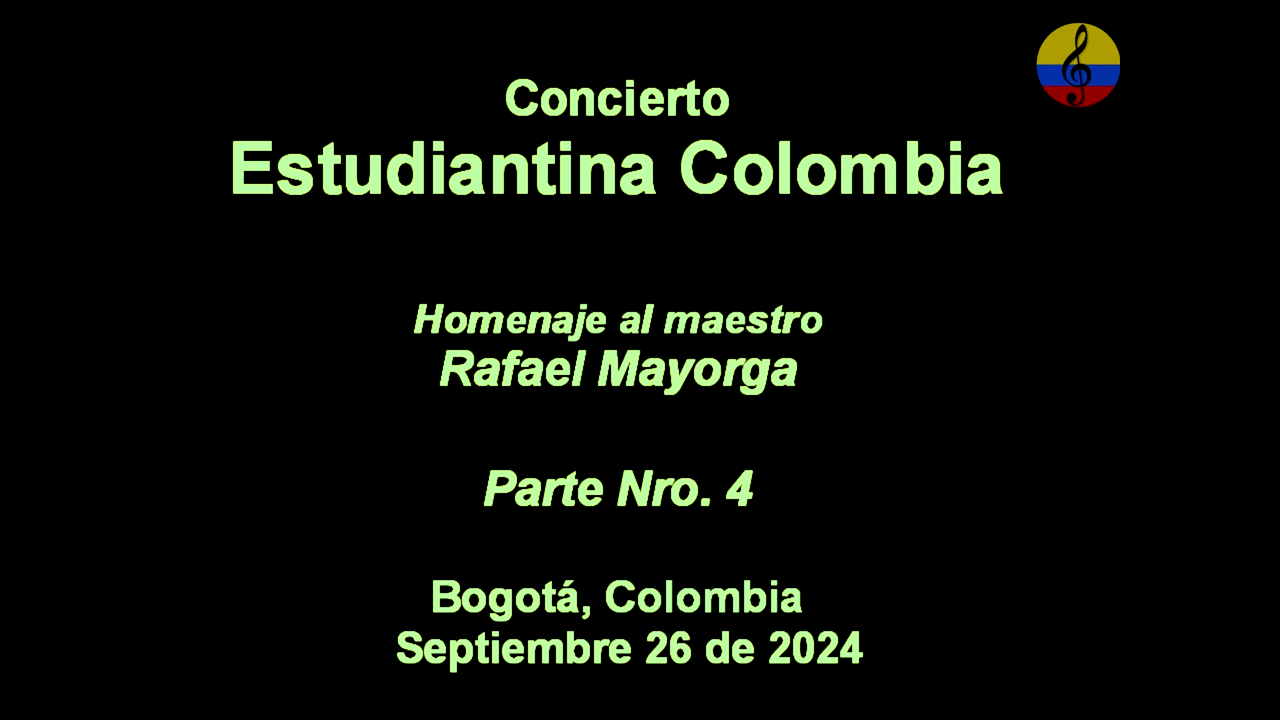 Concierto
Estudiantina Colombia
Homenaje al maestro
Rafael Mayorga
Parte Nro. 4
Bogotá, Colombia
Septiembre 26 de 2024